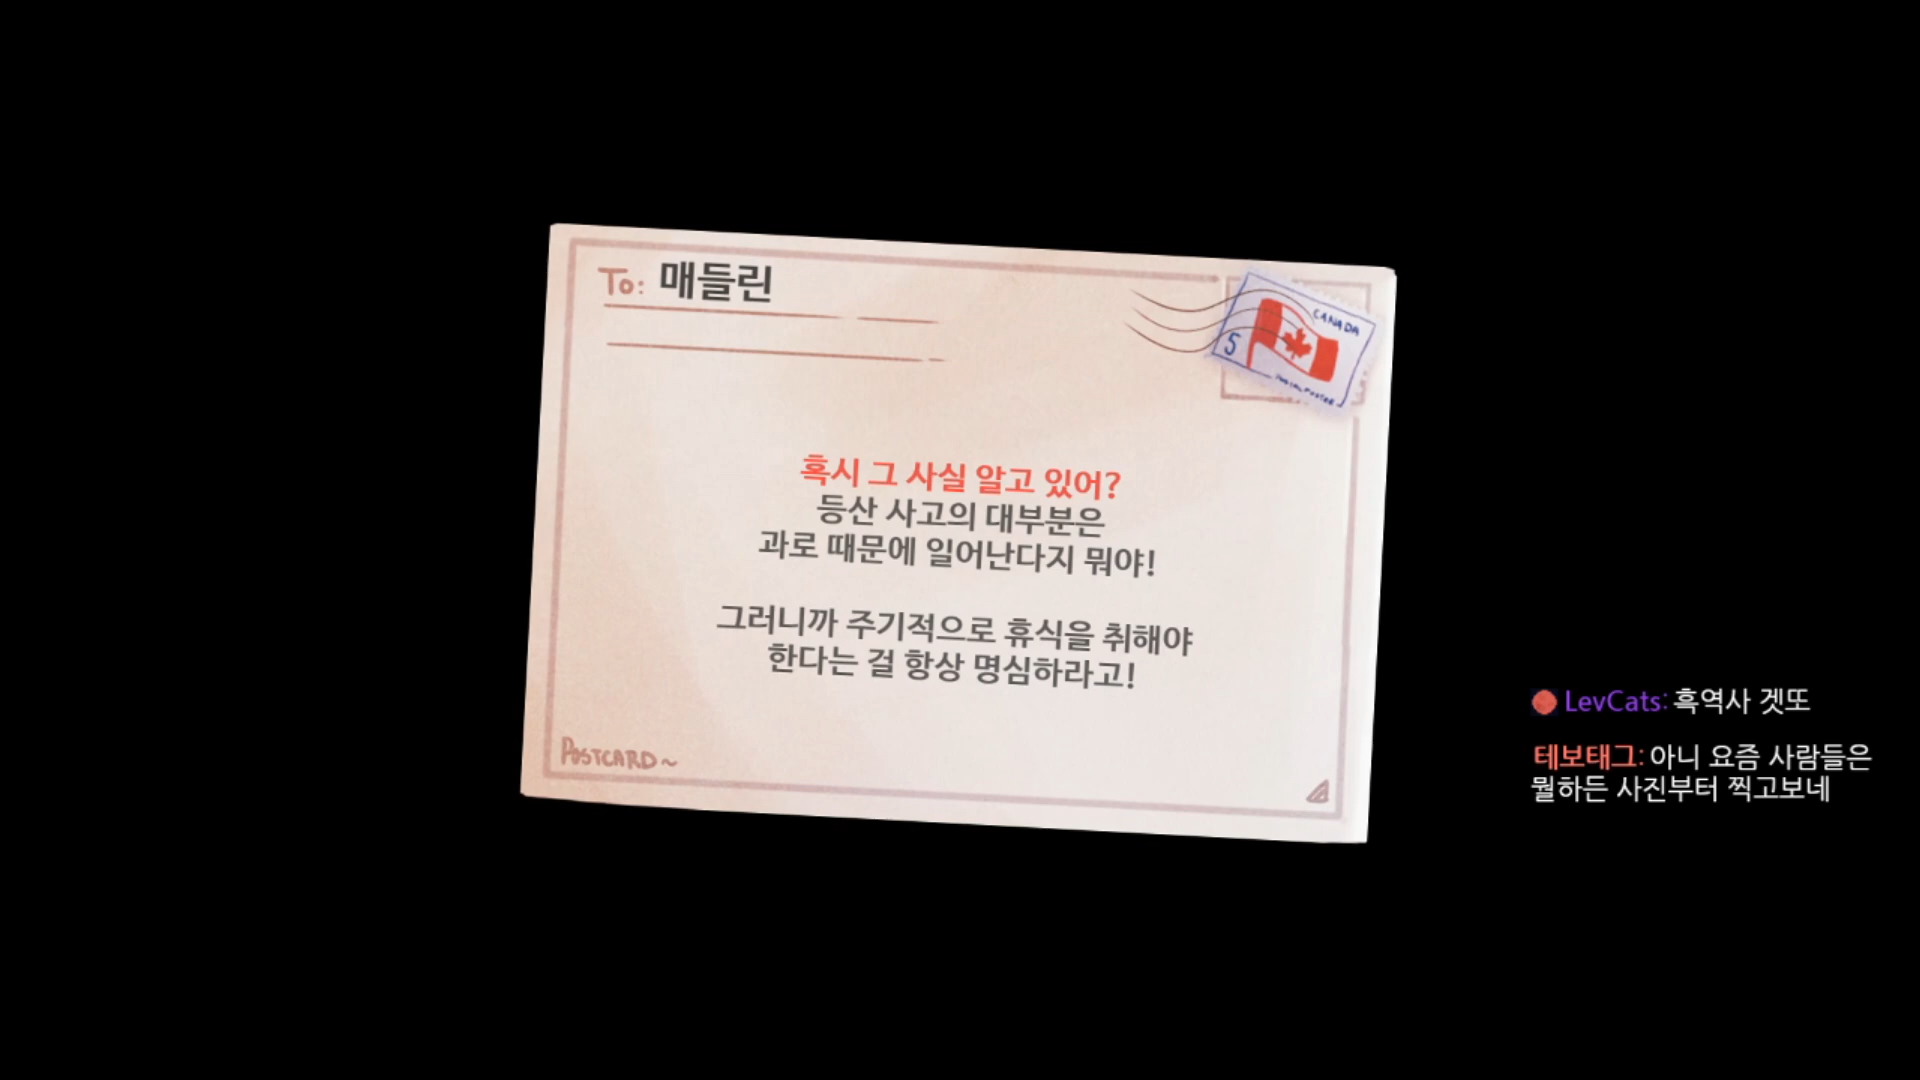 To: 매들린
CANADA
5
혹시 그 사실 알고 있어?
등산 사고의 대부분은
과로 때문에 일어난다지 뭐야!
그러니까 주기적으로 휴식을 취해야
한다는 걸 항상 명심하라고!
POSTCARD~
LevCats: 흑역사 겟또
테보태그: 아니 요즘 사람들은
뭘하든 사진부터 찍고보네